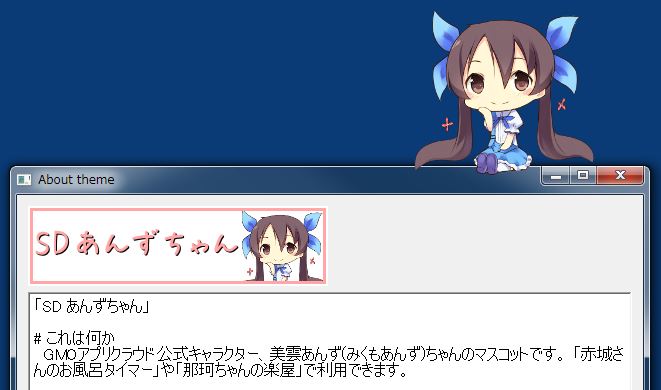 About theme
SDあんずちゃん
「SD あんずちゃん」
# これは何か
GMOアプリクラウド公式キャラクター、美雲あんず(みくもあんず)ちゃんのマスコットです。「赤城さ
んのお風呂タイマー」や「那珂ちゃんの楽屋」で利用できます。